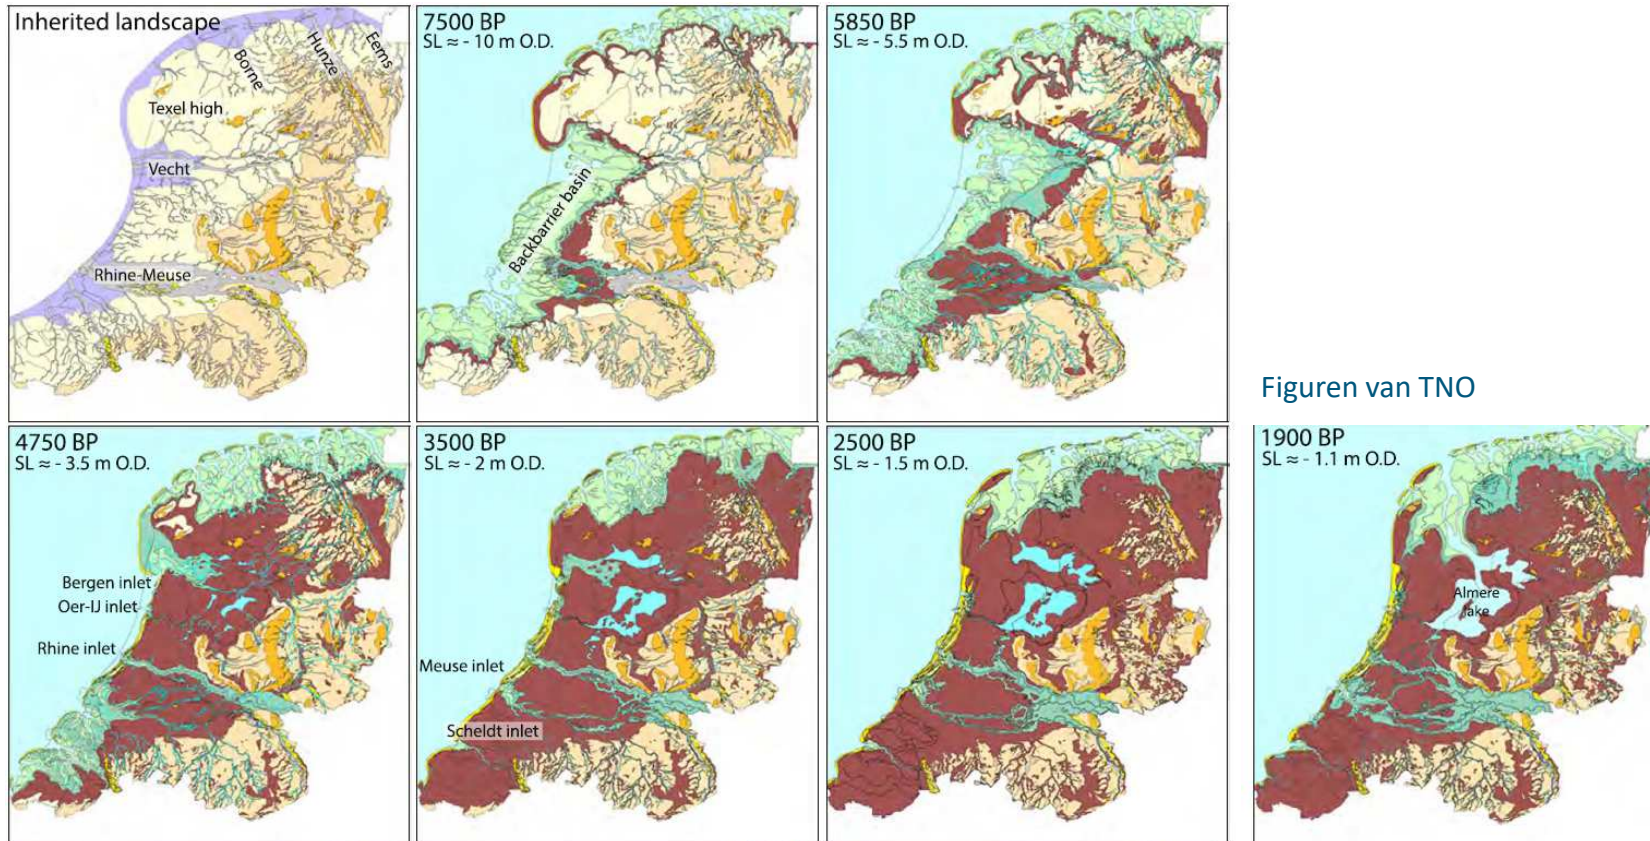 Inherited landscape
Borne
Hunze
Eems
Texel high
Vecht
Rhine-Meuse
7500 BP
SL ≈ - 10 m O.D.
Backbarrier basin
5850 BP
SL ≈ - 5.5 m O.D.
Figuren van TNO
4750 BP
SL ≈ - 3.5 m O.D.
Bergen inlet
Oer-IJ inlet
Rhine inlet
3500 BP
SL ≈ - 2 m O.D.
Meuse inlet
Scheldt inlet
2500 BP
SL ≈ - 1.5 m O.D.
1900 BP
SL ≈ - 1.1 m O.D.
Almere
lake